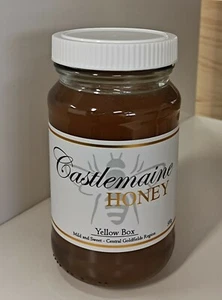 Castlemaine
HONEY
Yellow Box
Mild and Sweet - Central Goldfields Region